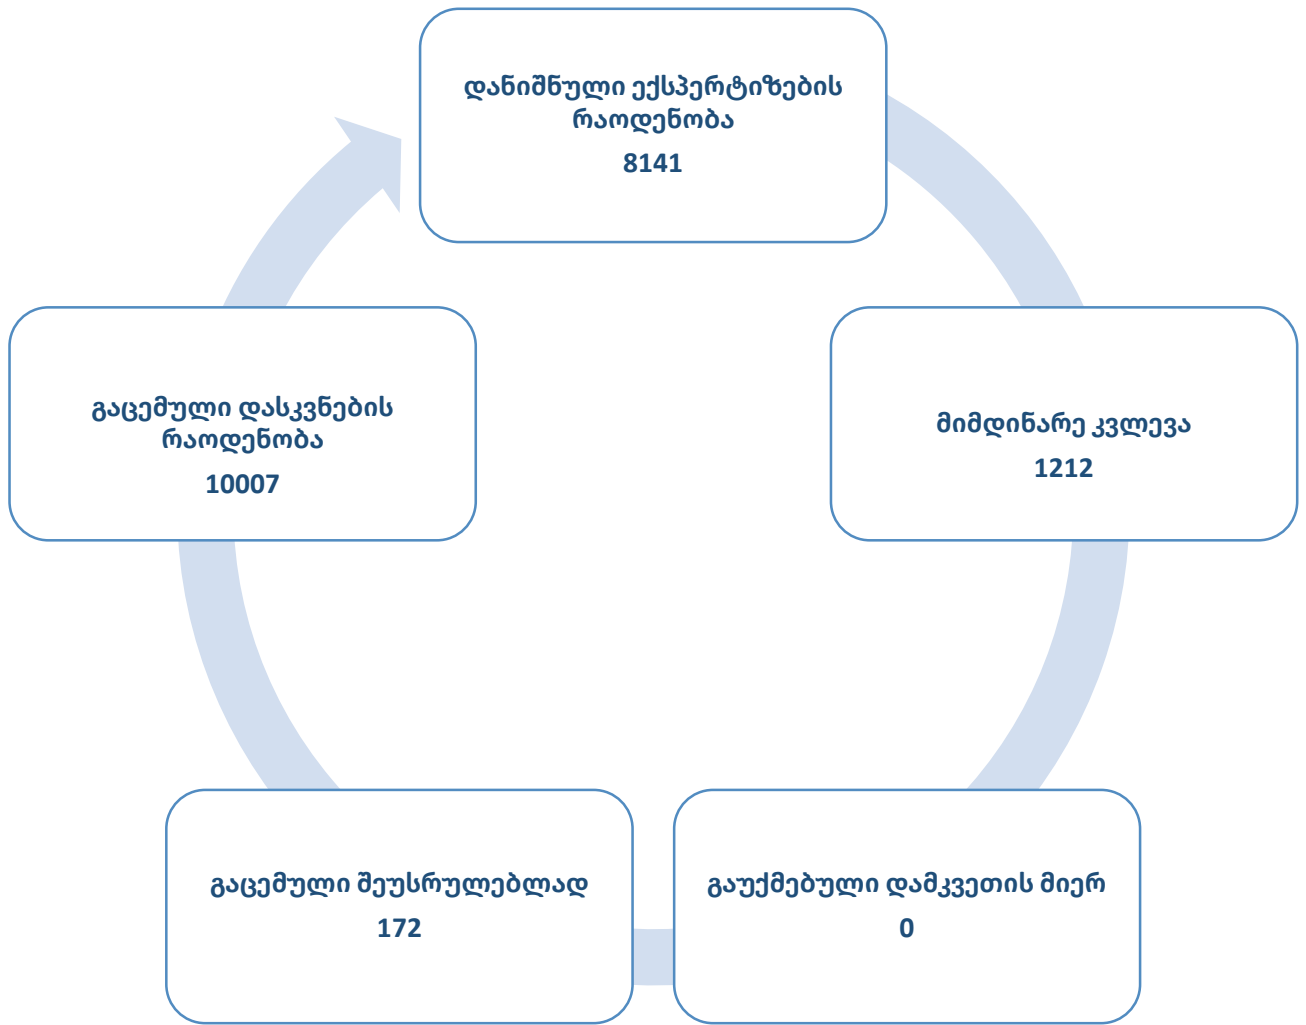 დანიშნული ექსპერტიზების
რაოდენობა
8141
მიმდინარე კვლევა
1212
გაუქმებული დამკვეთის მიერ
0
გაცემული შეუსრულებლად
172
გაცემული დასკვნების
რაოდენობა
10007